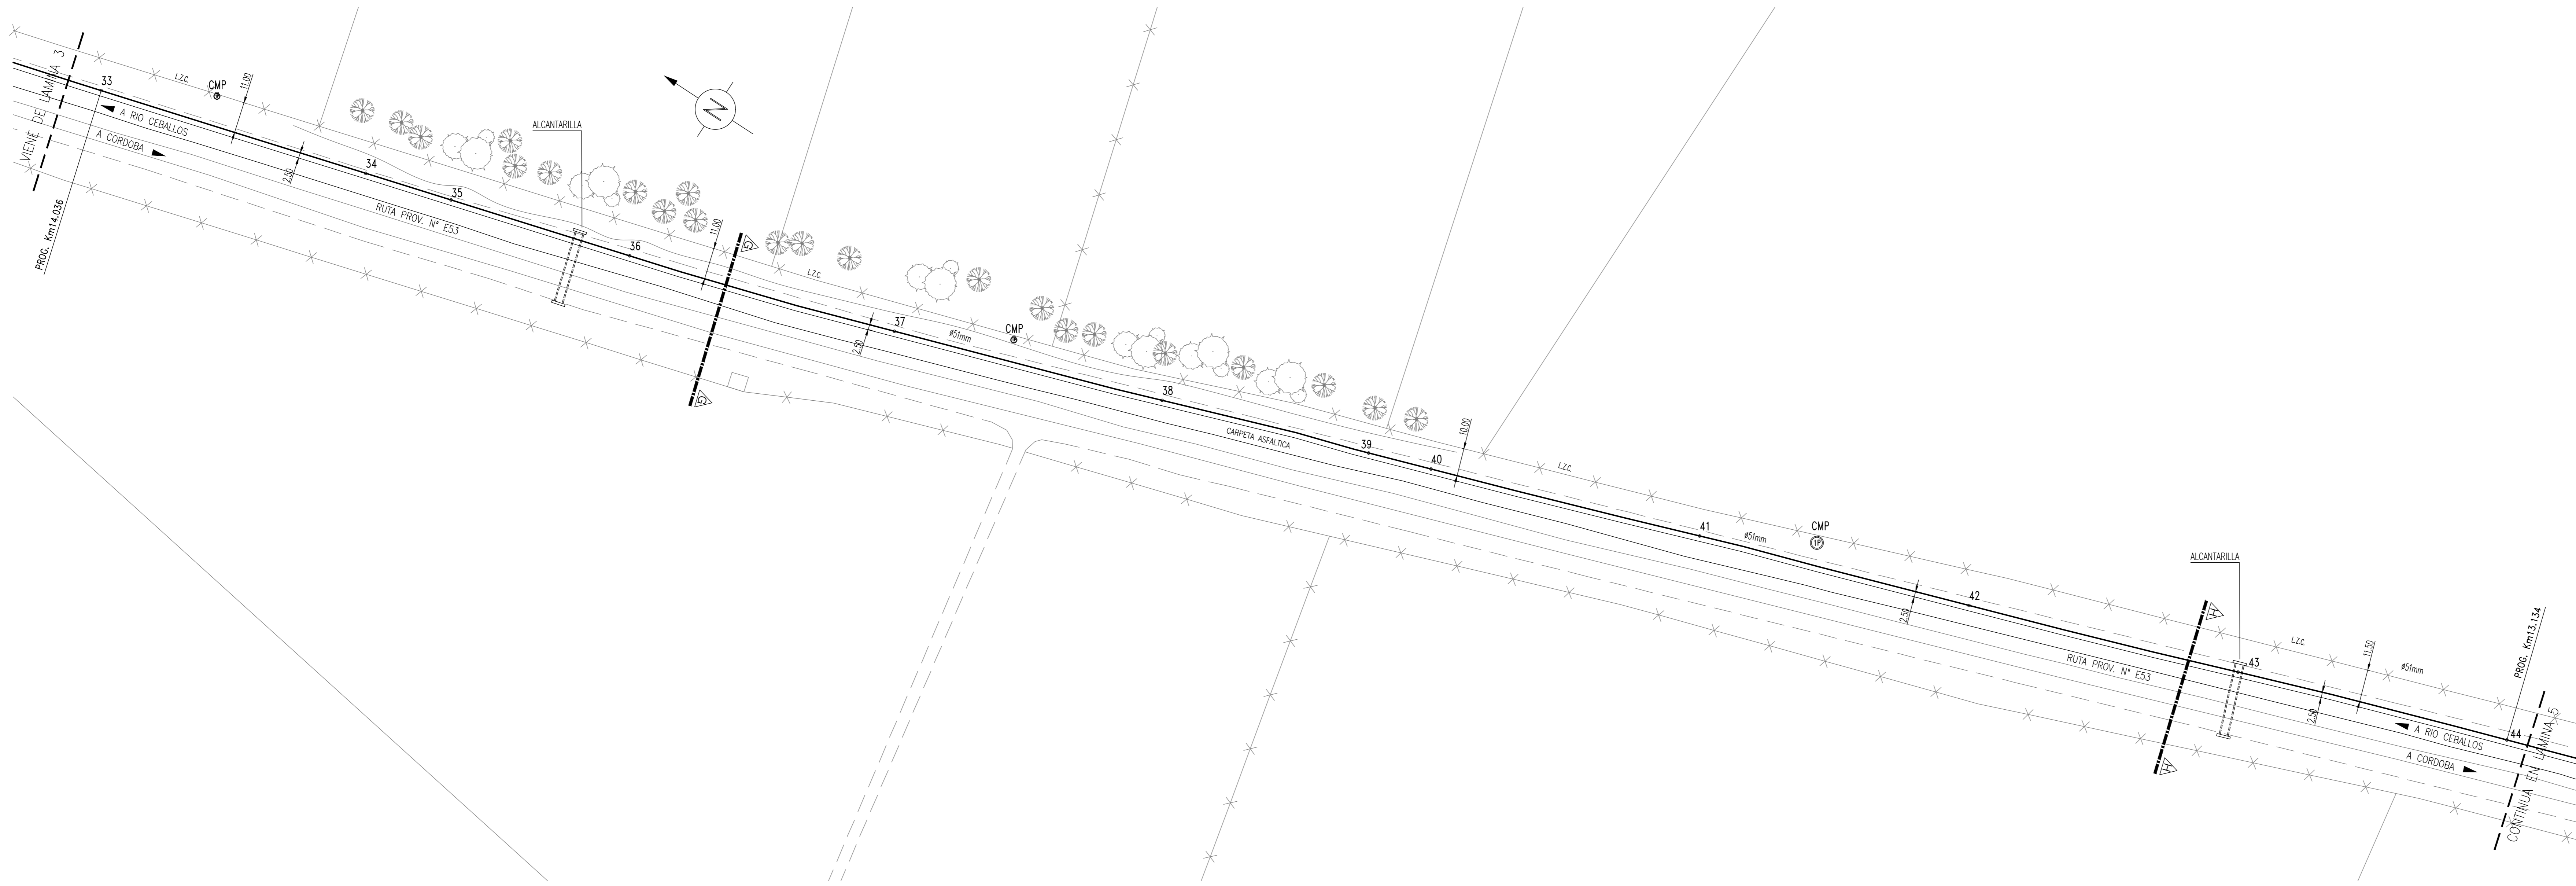 VIENE DE LAMINA 3
33
L.Z.C.
CMP
11.00
A RIO CEBALLOS
A CORDOBA
PROG. Km14.036
2.50
34
35
RUTA PROV. N° E53
ALCANTARILLA
36
11.00
G
G
N
L.Z.C.
2.50
37
ø51mm
CMP
38
CARPETA ASFALTICA
39
40
10.00
L.Z.C.
41
ø51mm
CMP
1P
2.50
42
RUTA PROV. N° E53
ALCANTARILLA
H
H
43
L.Z.C.
2.50
11.50
ø51mm
PROG. Km13.134
A RIO CEBALLOS
A CORDOBA
44
CONTINUA EN LAMINA 5